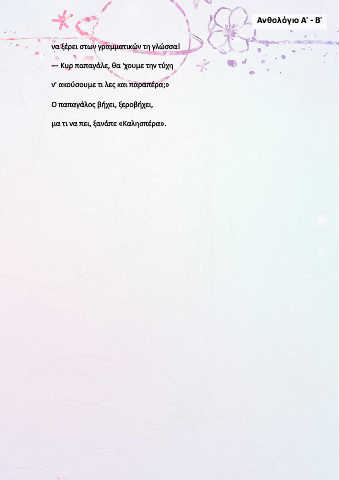 Ανθολόγιο Α΄ - Β΄
να ξέρει στων γραμματικών τη γλώσσα!
— Κυρ παπαγάλε, θα 'χουμε την τύχη
ν' ακούσουμε τι λες και παραπέρα;»
Ο παπαγάλος βήχει, ξεροβήχει,
μα τι να πει, ξανάπε «Καλησπέρα».